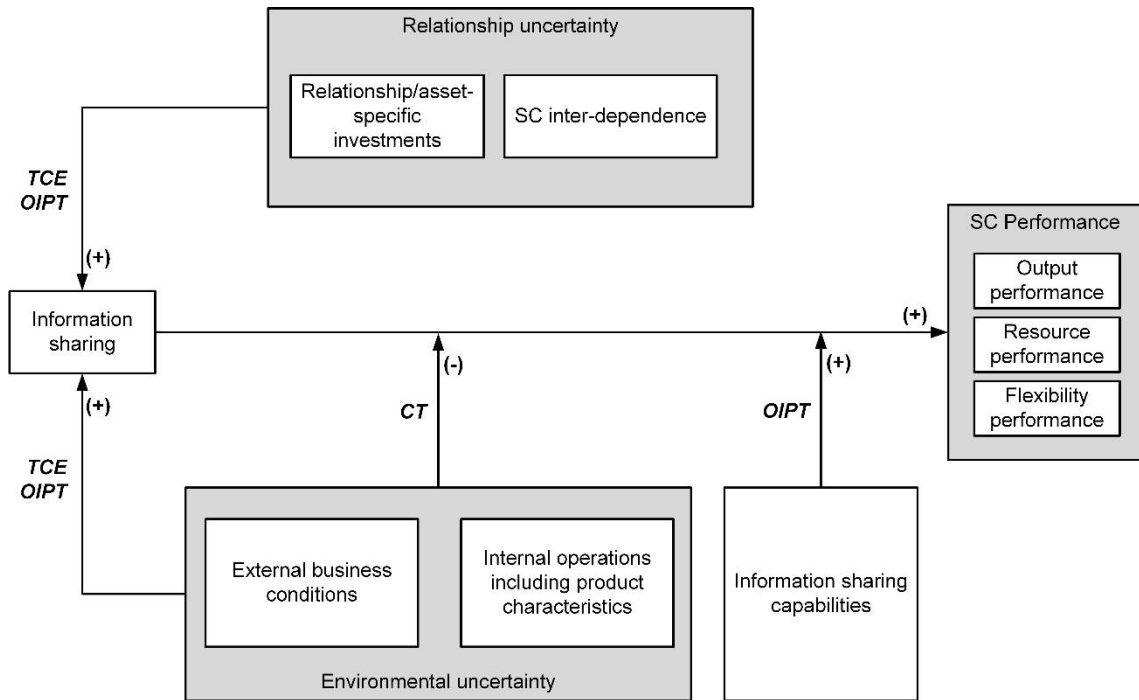 Relationship uncertainty
Relationship/asset-
specific
investments
SC inter-dependence
TCE
OIPT
(+)
Information
sharing
SC Performance
Output
performance
Resource
performance
Flexibility
performance
(+)
(-)
(+)
(+)
CT
OIPT
TCE
OIPT
External business
conditions
Internal operations
including product
characteristics
Environmental uncertainty
Information sharing
capabilities